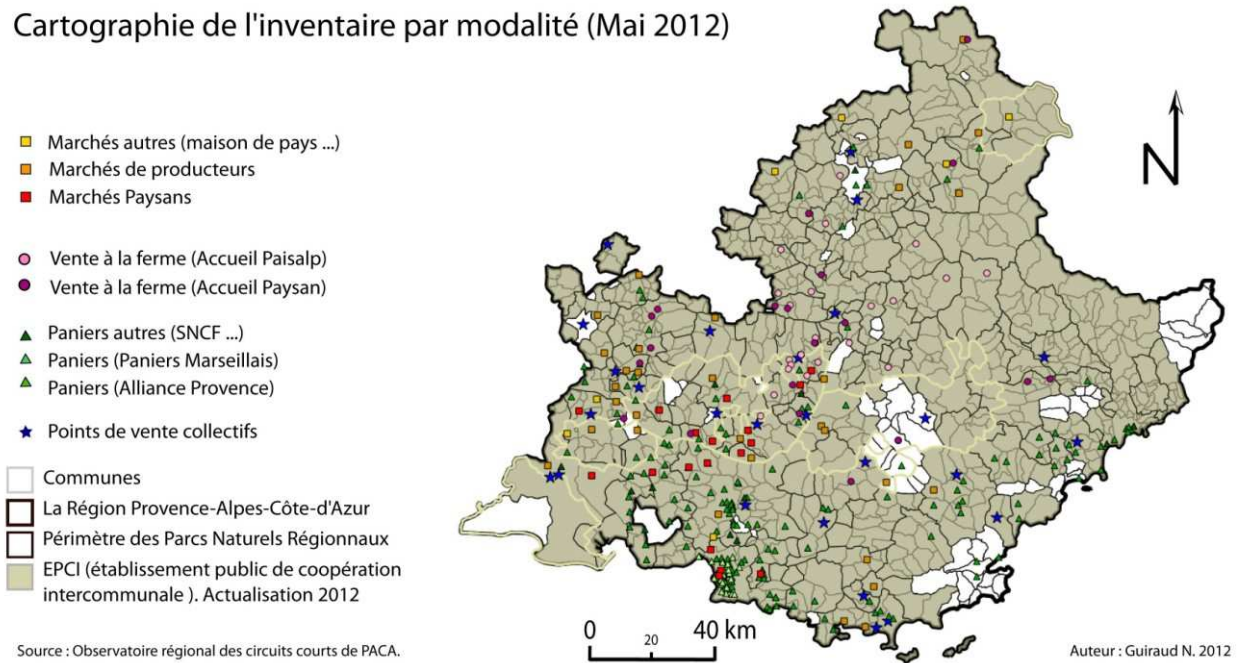 Cartographie de l'inventaire par modalité (Mai 2012)
Marchés autres (maison de pays ...)
Marchés de producteurs
Marchés Paysans
Vente à la ferme (Accueil Paisalp)
Vente à la ferme (Accueil Paysan)
Paniers autres (SNCF ...)
Paniers (Paniers Marseillais)
Paniers (Alliance Provence)
Points de vente collectifs
Communes
La Région Provence-Alpes-Côte-d'Azur
Périmètre des Parcs Naturels Régionnaux
EPCI (établissement public de coopération
intercommunale ). Actualisation 2012
Source : Observatoire régional des circuits courts de PACA.
N
0 20 40 km
Auteur : Guiraud N. 2012